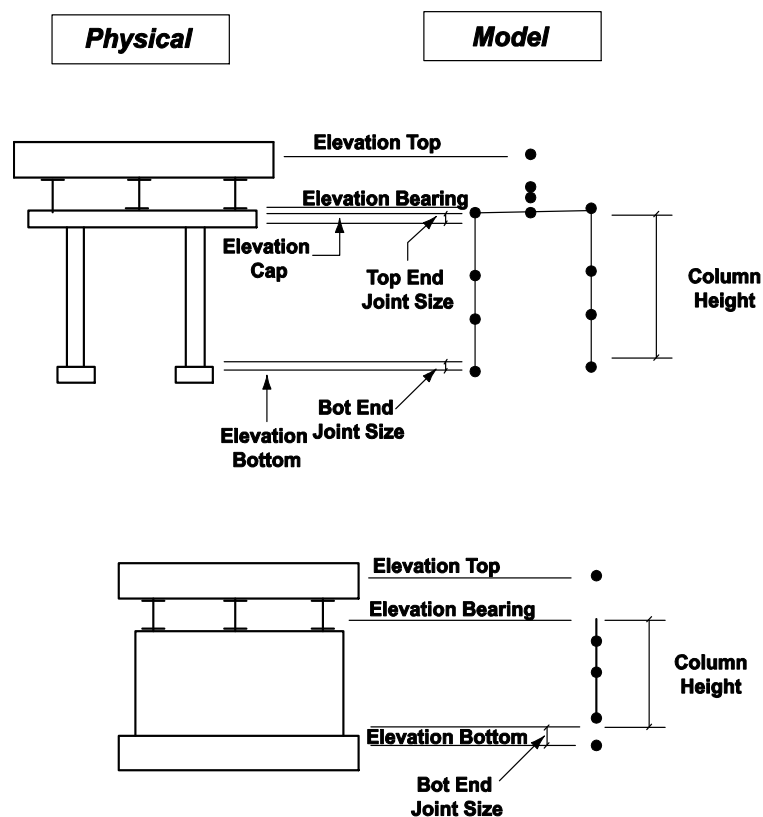 Physical
Model
Elevation Top
Elevation Bearing
Elevation
Cap
Top End
Joint Size
Column
Height
Bot End
Joint Size
Elevation
Bottom
Elevation Top
Elevation Bearing
Column
Height
Elevation Bottom
Bot End
Joint Size